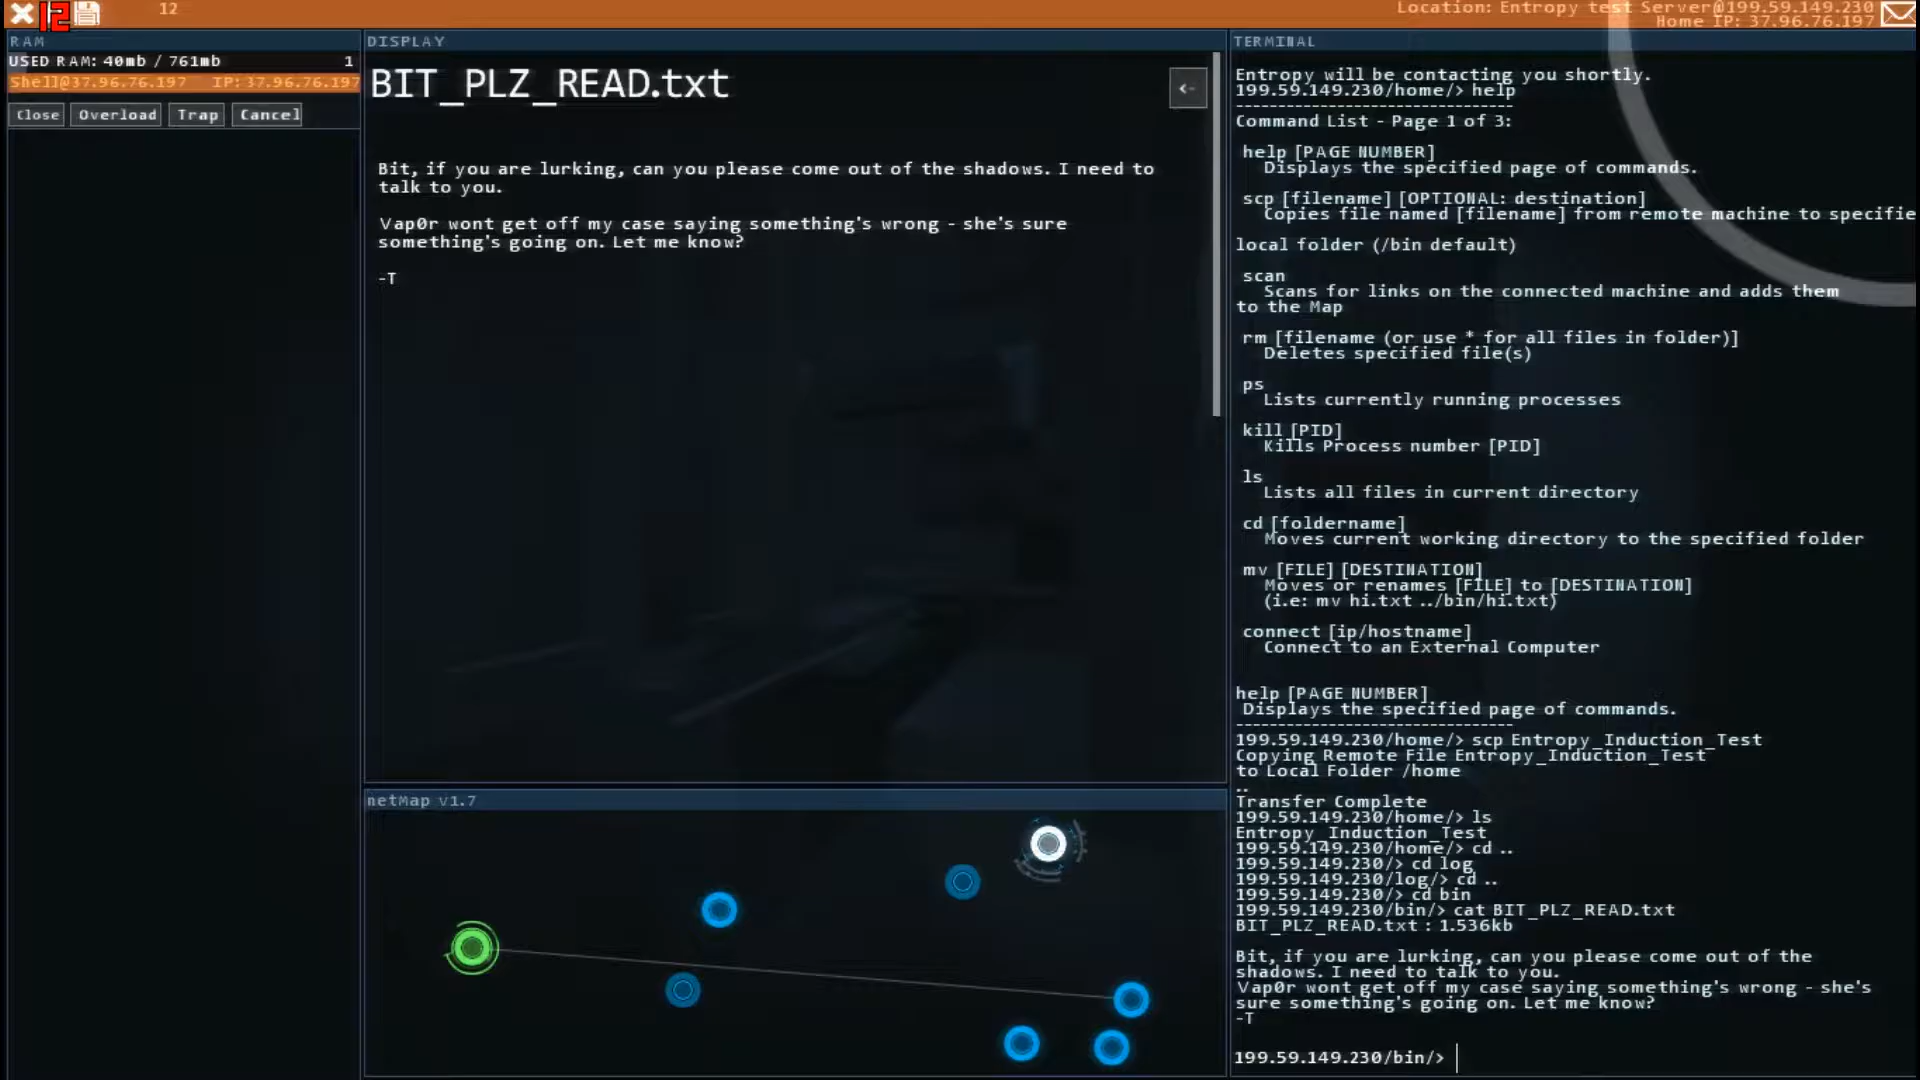 12
12
Location: Entropy test Server@199.59.149.230
Home IP: 37.96.76.197
RAM
USED RAM: 40mb / 761mb 1
Shell@37.96.76.197 IP: 37.96.76.197
Close Overload Trap Cancel
DISPLAY
BIT_PLZ_READ.txt
<-
Bit, if you are lurking, can you please come out of the shadows. I need to
talk to you.
Vap0r wont get off my case saying something's wrong - she's sure
something's going on. Let me know?
-T
netMap v1.7
TERMINAL
Entropy will be contacting you shortly.
199.59.149.230/home/> help
---------------------------------
Command List - Page 1 of 3:
help [PAGE NUMBER]
Displays the specified page of commands.
scp [filename] [OPTIONAL: destination]
Copies file named [filename] from remote machine to specifie
local folder (/bin default)
scan
Scans for links on the connected machine and adds them
to the Map
rm [filename (or use * for all files in folder)]
Deletes specified file(s)
ps
Lists currently running processes
kill [PID]
Kills Process number [PID]
ls
Lists all files in current directory
cd [foldername]
Moves current working directory to the specified folder
mv [FILE] [DESTINATION]
Moves or renames [FILE] to [DESTINATION]
(i.e: mv hi.txt ../bin/hi.txt)
connect [ip/hostname]
Connect to an External Computer
help [PAGE NUMBER]
Displays the specified page of commands.
---------------------------------
199.59.149.230/home/> scp Entropy_Induction_Test
Copying Remote File Entropy_Induction_Test
to Local Folder /home
..
Transfer Complete
199.59.149.230/home/> ls
Entropy_Induction_Test
199.59.149.230/home/> cd ..
199.59.149.230/> cd log
199.59.149.230/log/> cd ..
199.59.149.230/> cd bin
199.59.149.230/bin/> cat BIT_PLZ_READ.txt
BIT_PLZ_READ.txt : 1.536kb
Bit, if you are lurking, can you please come out of the
shadows. I need to talk to you.
Vap0r wont get off my case saying something's wrong - she's
sure something's going on. Let me know?
-T
199.59.149.230/bin/>